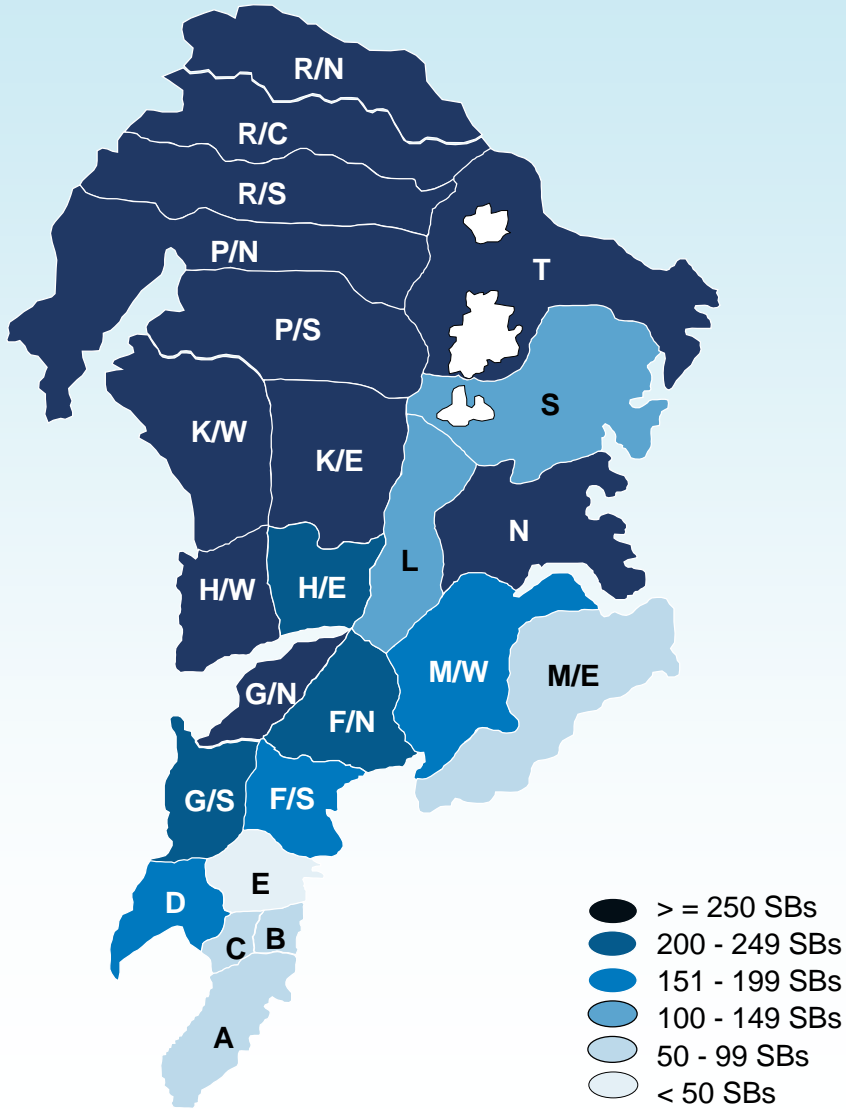 R/N
R/C
R/S
P/N
T
P/S
S
K/W
K/E
N
L
H/W
H/E
M/W
M/E
G/N
F/N
G/S
F/S
E
D
B
C
A
> = 250 SBs
200 - 249 SBs
151 - 199 SBs
100 - 149 SBs
50 - 99 SBs
< 50 SBs